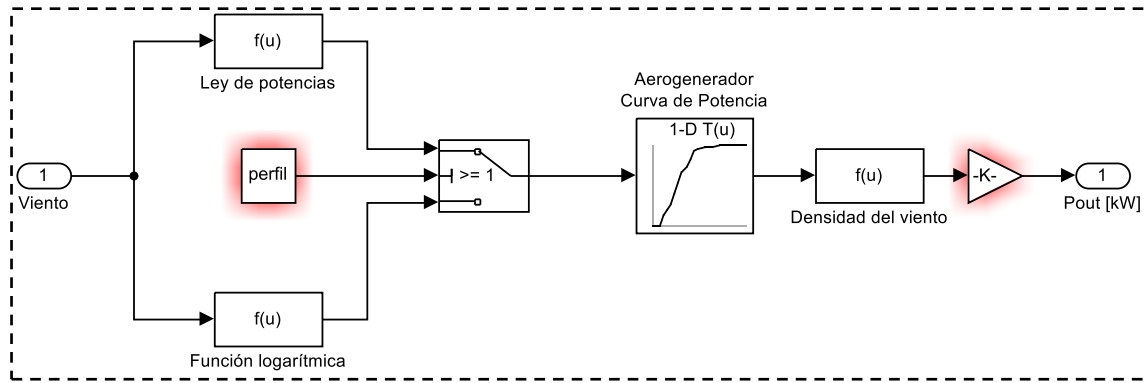 f(u)
Ley de potencias
1
Viento
perfil
>= 1
f(u)
Función logarítmica
Aerogenerador
Curva de Potencia
1-D T(u)
f(u)
Densidad del viento
-K-
1
Pout [kW]